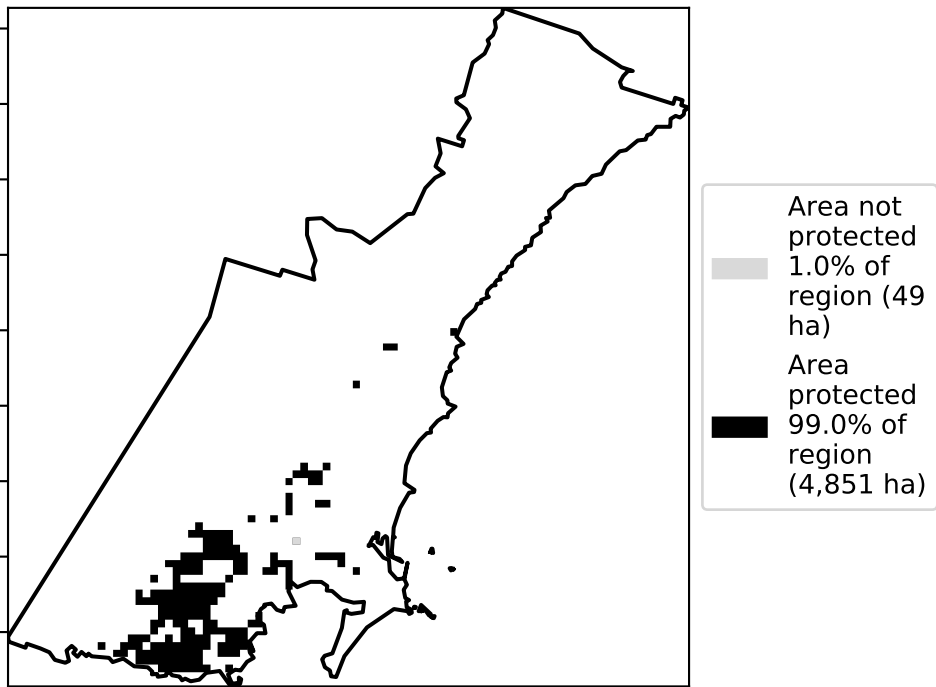 Area not
protected
1.0% of
region (49
ha)
Area
protected
99.0% of
region
(4,851 ha)